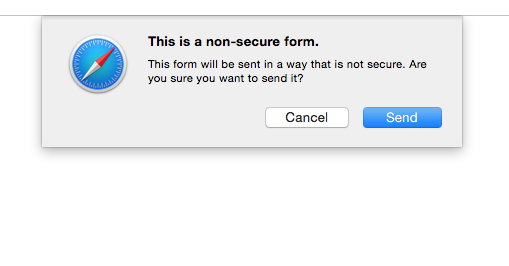 This is a non-secure form.
This form will be sent in a way that is not secure. Are
you sure you want to send it?
Cancel
Send